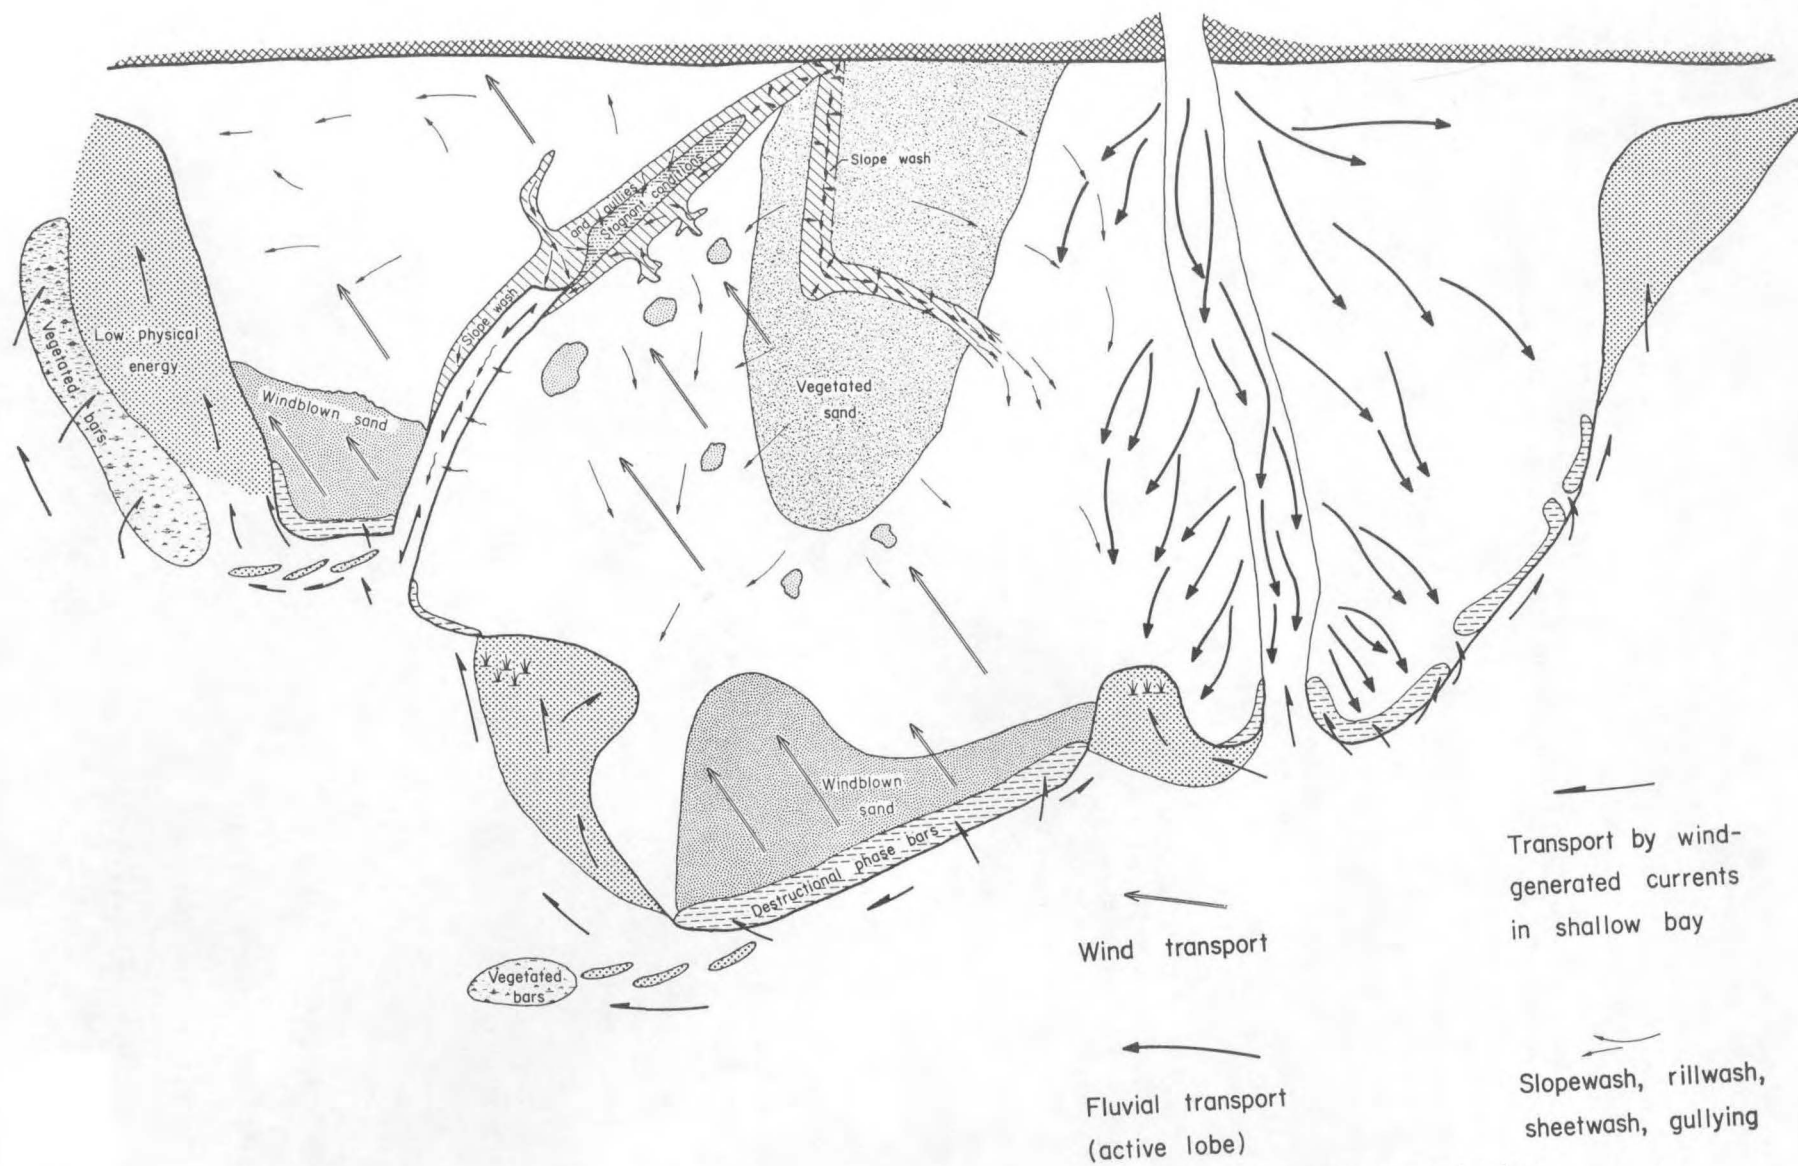 Slope wash
and gullies
Stagnant conditions
Slope wash
Vegetated bars
Low physical
energy
Windblown sand
Vegetated
sand
Windblown
sand
Destructional phase bars
Vegetated
bars
Wind transport
Fluvial transport
(active lobe)
Transport by wind-
generated currents
in shallow bay
Slopewash, rillwash,
sheetwash, gullying